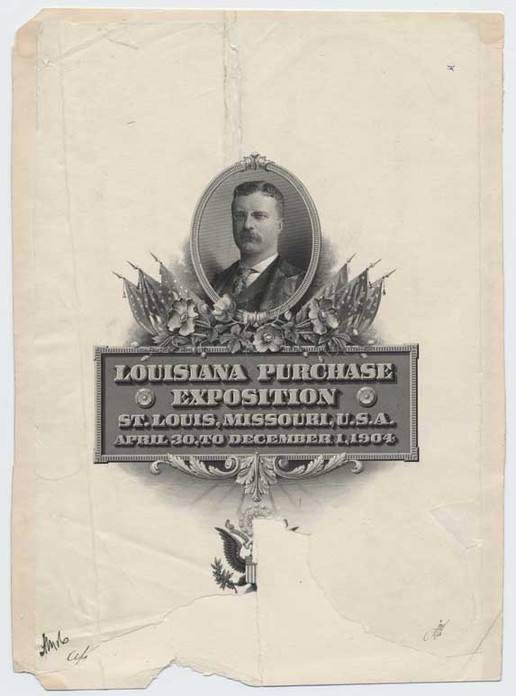 LOUISIANA PURCHASE
EXPOSITION
ST. LOUIS, MISSOURI, U.S.A.
APRIL 30, TO DECEMBER 1, 1904